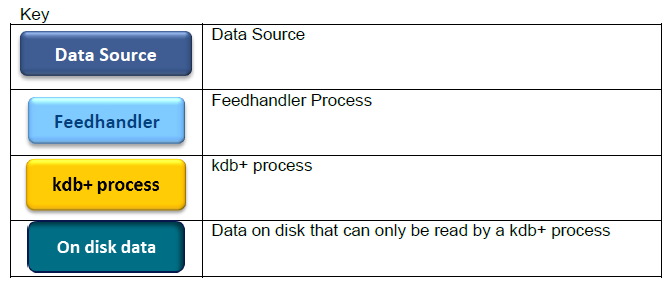 Key
Data Source
Data Source
Feedhandler
Feedhandler Process
kdb+ process
kdb+ process
On disk data
Data on disk that can only be read by a kdb+ process